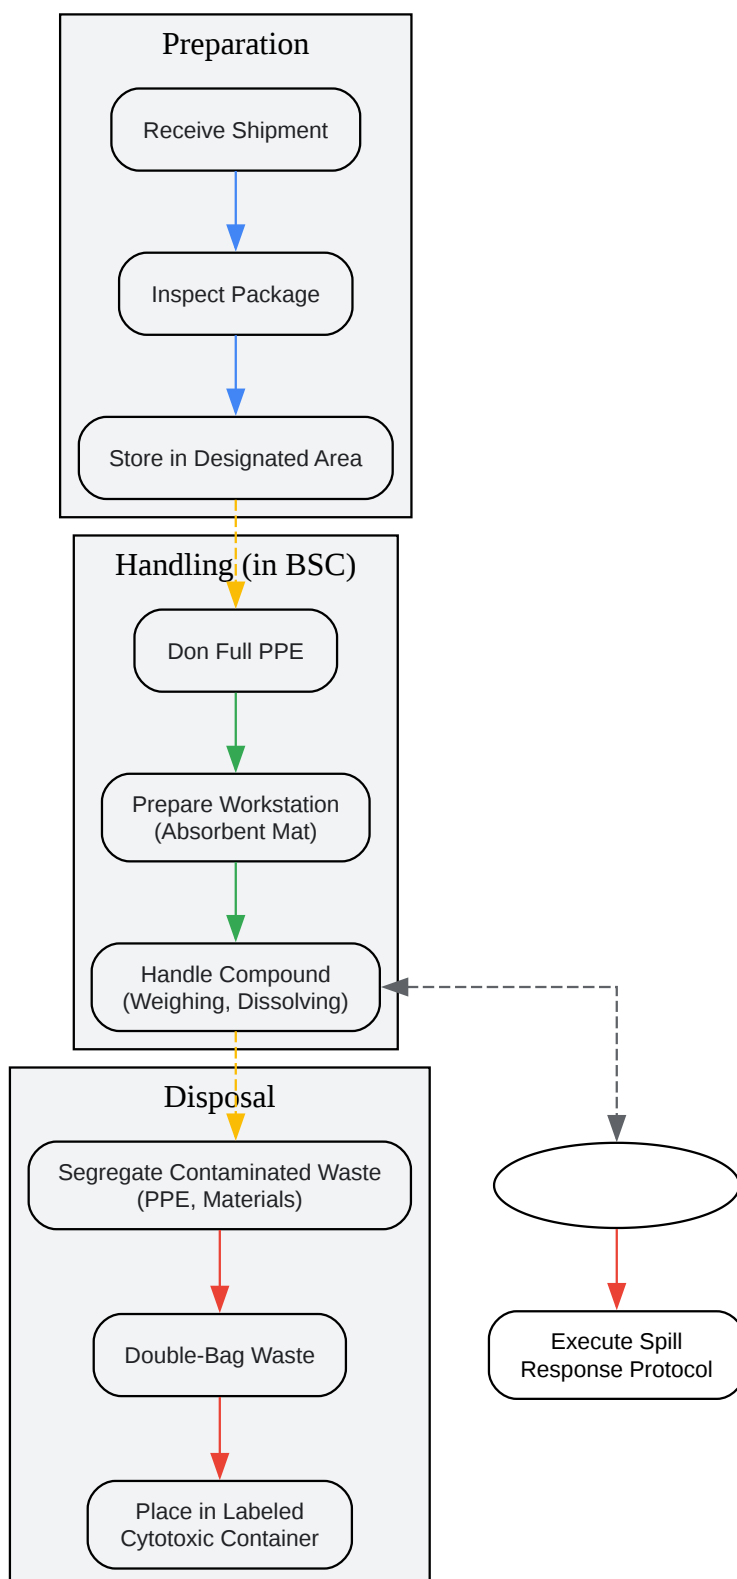 Preparation
Receive Shipment
Inspect Package
Store in Designated Area
Handling (in BSC)
Don Full PPE
Prepare Workstation
(Absorbent Mat)
Handle Compound
(Weighing, Dissolving)
Disposal
Segregate Contaminated Waste
(PPE, Materials)
Double-Bag Waste
Place in Labeled
Cytotoxic Container
Execute Spill
Response Protocol